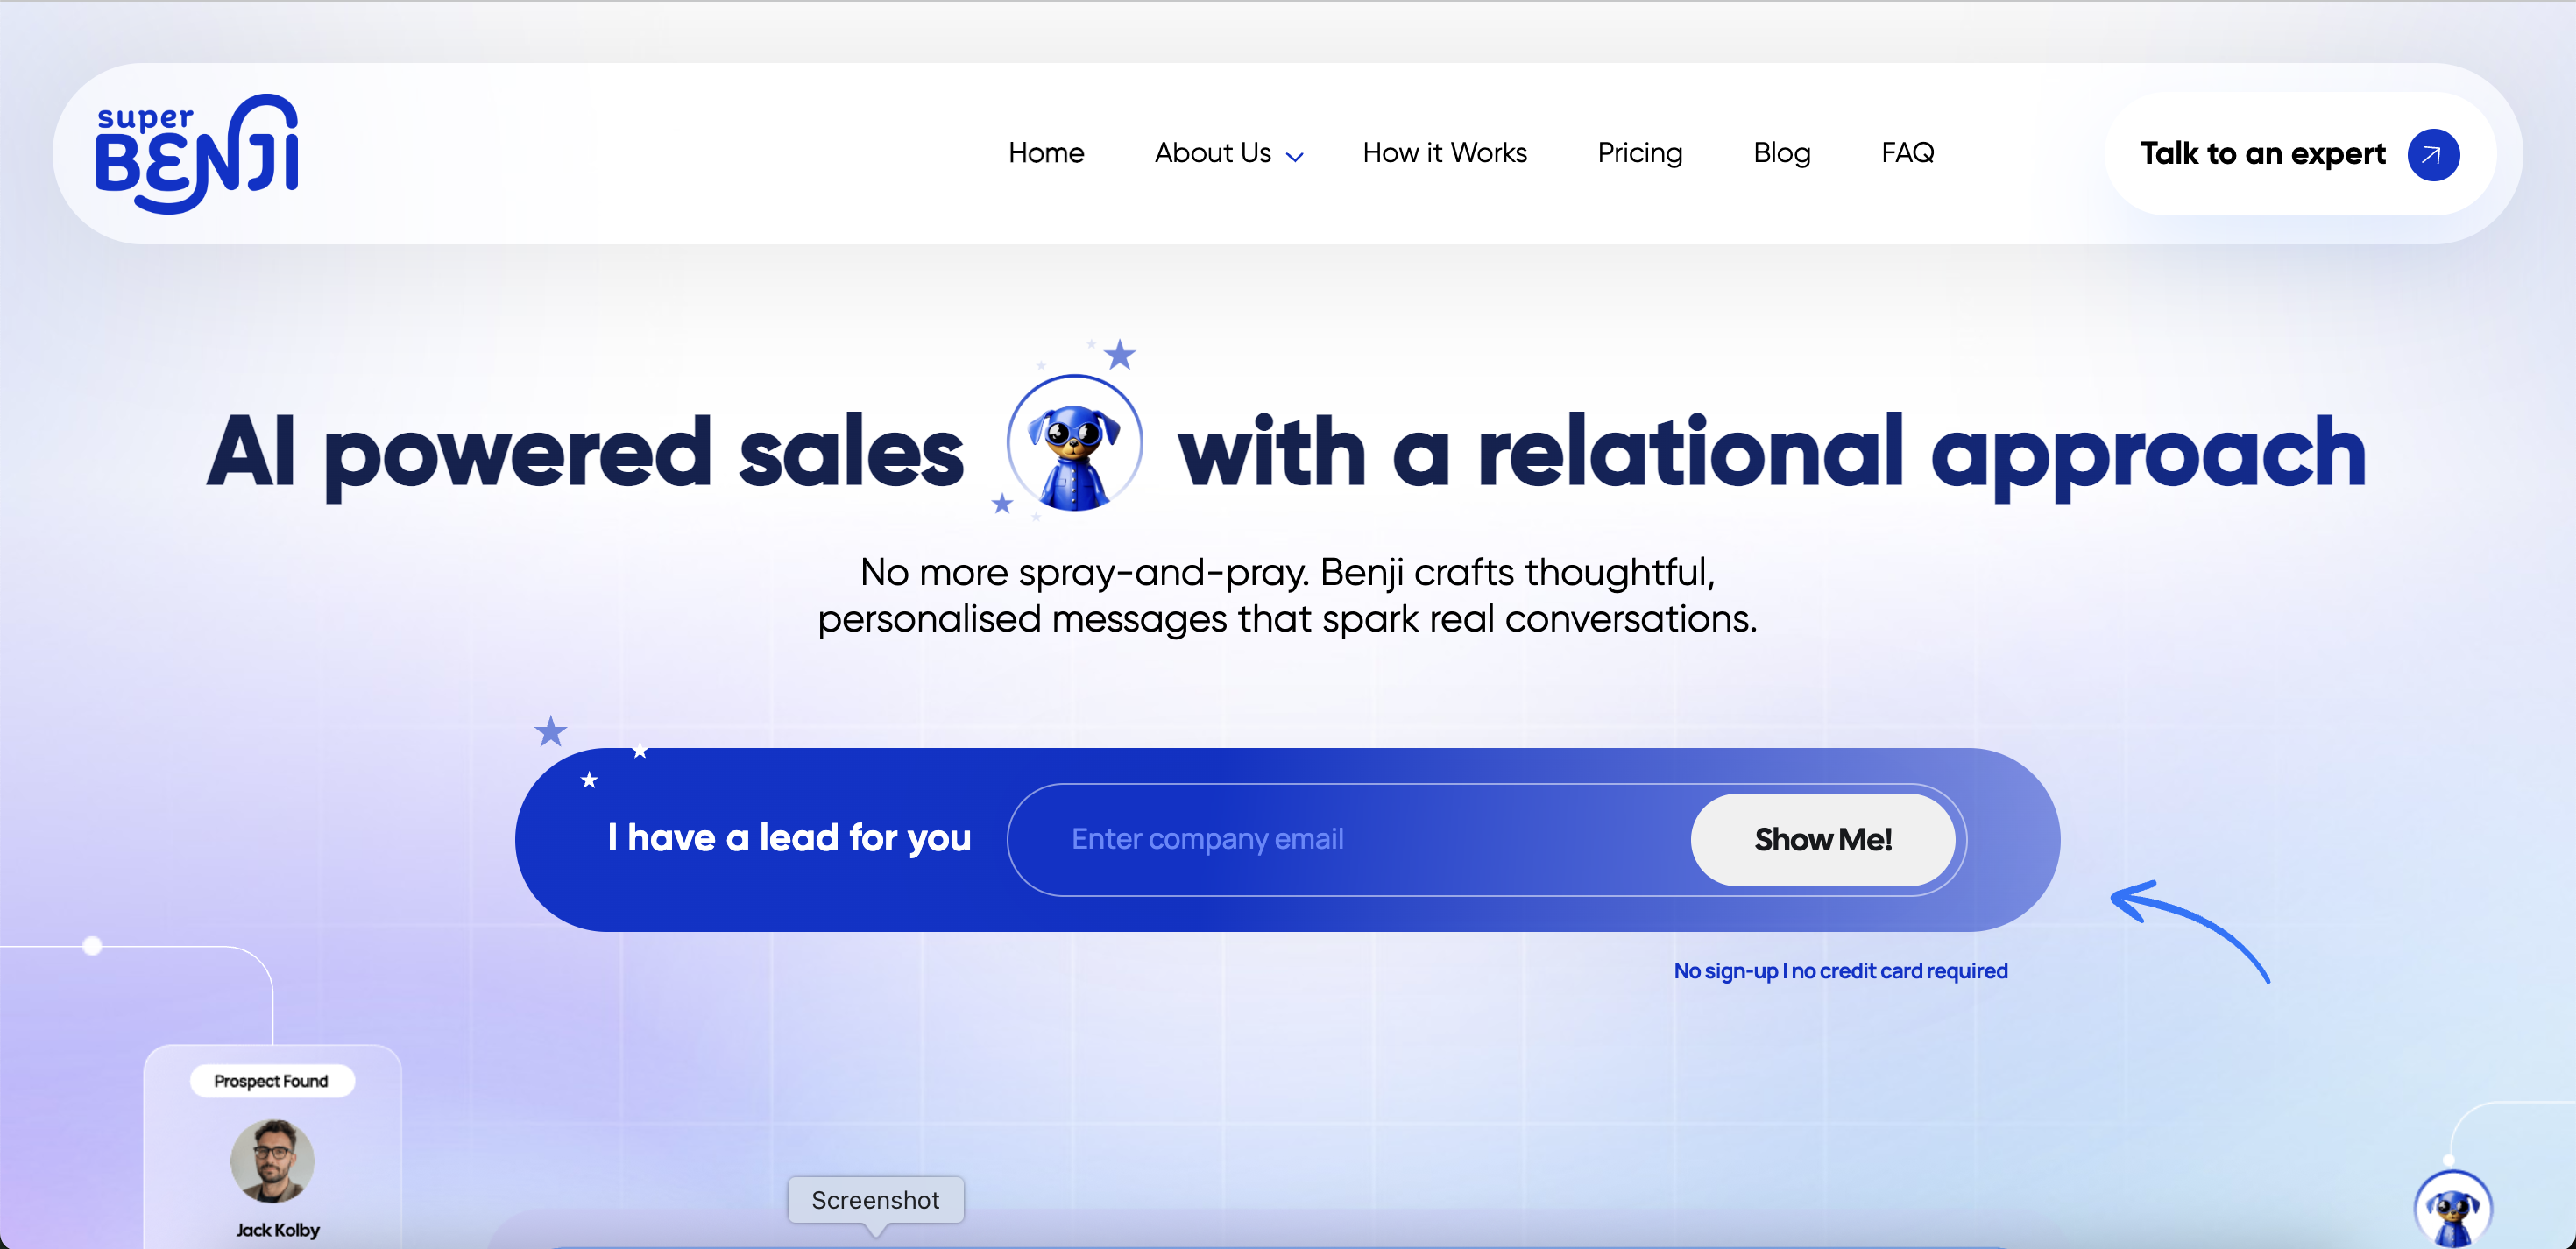 super
BENJI
Home
About Us
How it Works
Pricing
Blog
FAQ
Talk to an expert
AI powered sales with a relational approach
No more spray-and-pray. Benji crafts thoughtful,
personalised messages that spark real conversations.
I have a lead for you
Enter company email
Show Me!
No sign-up | no credit card required
Prospect Found
Jack Kolby
Screenshot